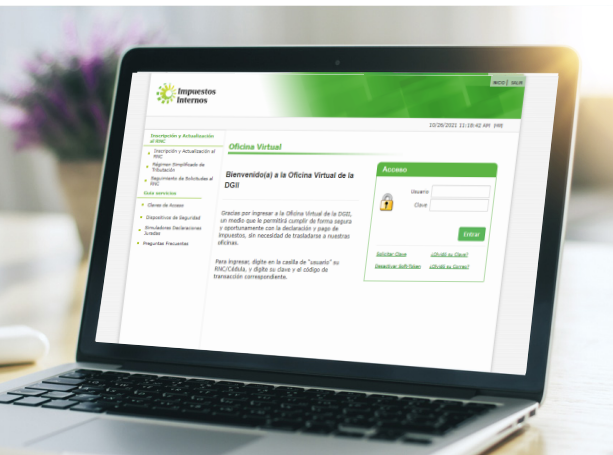 Impuestos
Internos
INICIO | SALIR
10/26/2021 11:18:42 AM
Inscripción y Actualización
al RNC
Inscripción y Actualización al
RNC
Régimen Simplificado de
Tributación
Seguimiento de Solicitudes al
RNC
Guía servicios
Claves de Acceso
Dispositivos de Seguridad
Simuladores Declaraciones
Juradas
Preguntas Frecuentes
Oficina Virtual
Bienvenido(a) a la Oficina Virtual de la
DGII
Gracias por ingresar a la Oficina Virtual de la DGII,
un medio que le permitirá cumplir de forma segura
y oportunamente con la declaración y pago de
impuestos, sin necesidad de trasladarse a nuestras
oficinas.
Para ingresar, digite en la casilla de "usuario" su
RNC/Cédula, y digite su clave y el código de
transacción correspondiente.
Acceso
Usuario
Clave
Entrar
Solicitar Clave
¿Olvidó su Clave?
Desactivar Soft-Token
¿Olvidó su Correo?